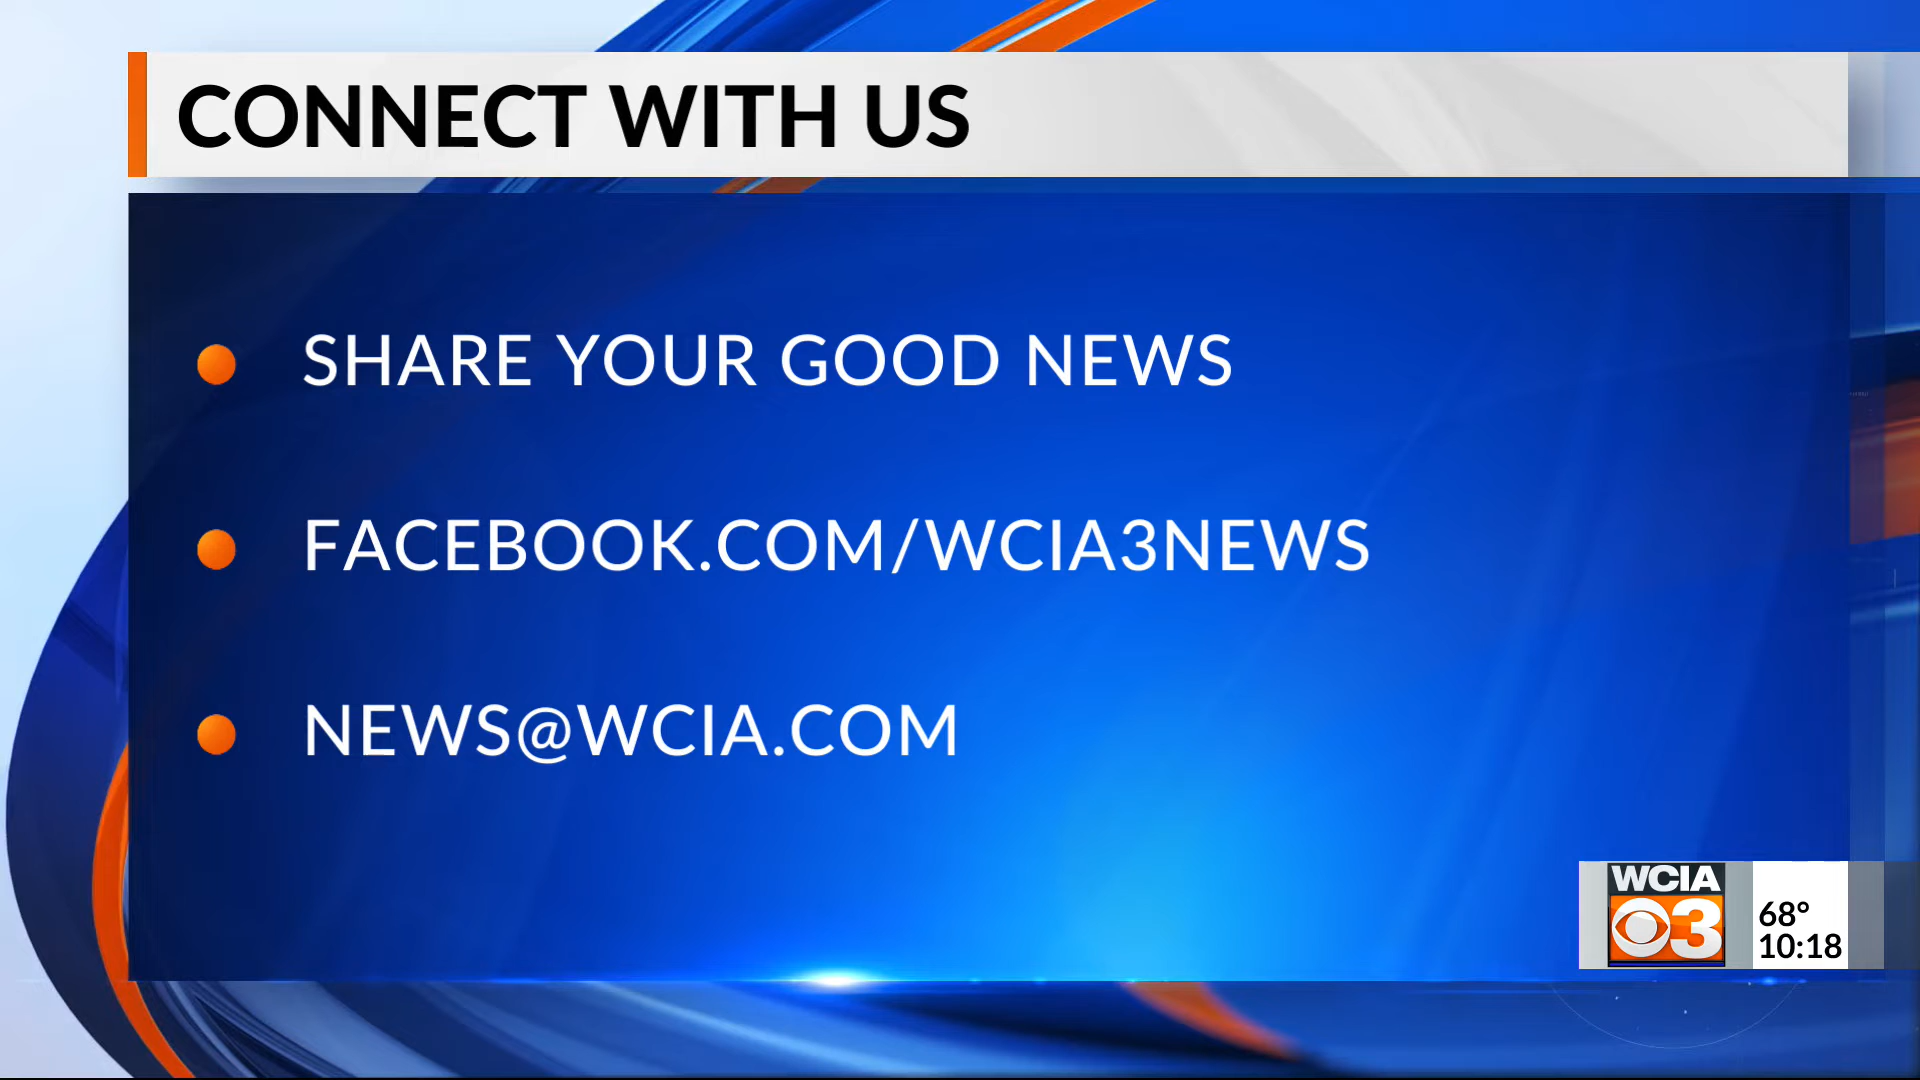 CONNECT WITH US
SHARE YOUR GOOD NEWS
FACEBOOK.COM/WCIA3NEWS
NEWS@WCIA.COM
WCIA
3
68°
10:18